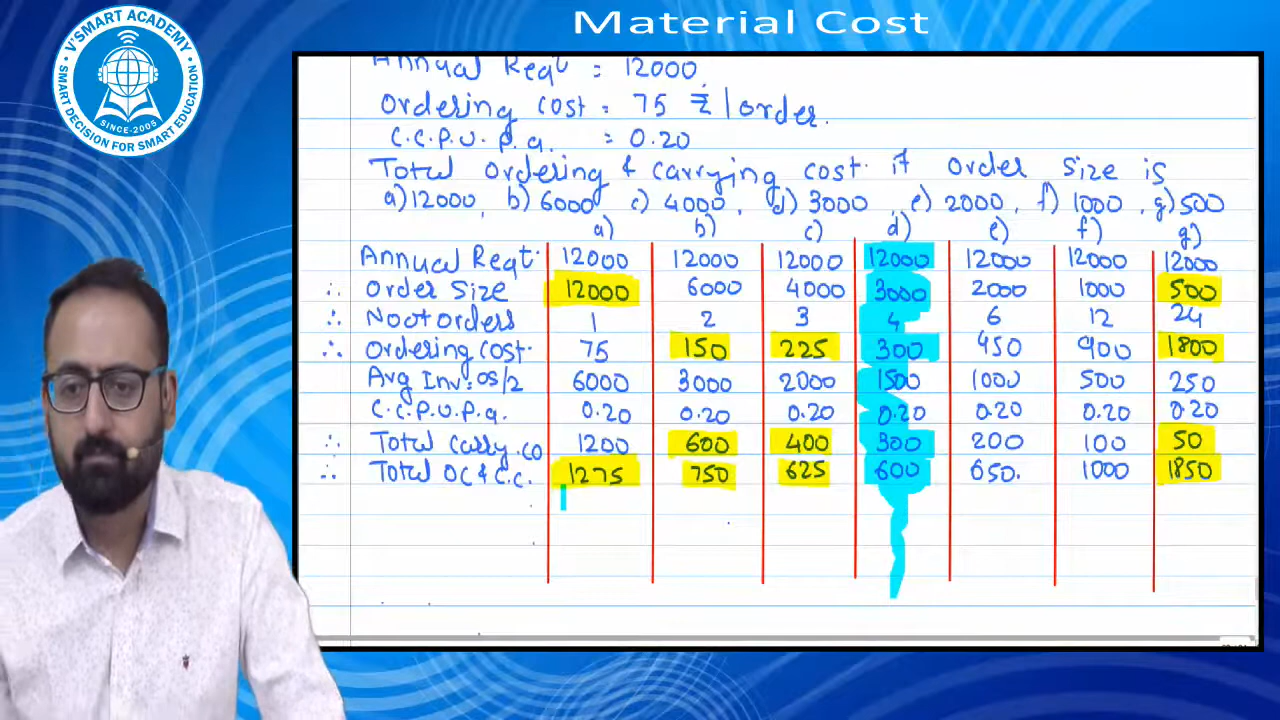 Material Cost
V'SMART ACADEMY
SINCE-2005
SMART DECISION FOR SMART EDUCATION
Annual Reqt = 12000
Ordering cost = 75 ₹/order.
C.C.P.U.P.a. = 0.20
Total ordering & carrying cost if order size is
a)12000, b) 6000 c) 4000, d) 3000, e) 2000, f) 1000, g)500
a) b) c) d) e) f) g)
Annual Reqt. 12000 12000 12000 12000 12000 12000 12000
∴ Order Size 12000 6000 4000 3000 2000 1000 500
∴ No of orders 1 2 3 4 6 12 24
∴ Ordering cost. 75 150 225 300 450 900 1800
Avg Inv: OS/2 6000 3000 2000 1500 1000 500 250
C.C.P.U.P.a. 0.20 0.20 0.20 0.20 0.20 0.20 0.20
∴ Total Carry.co 1200 600 400 300 200 100 50
∴ Total OC & C.C. 1275 750 625 600 650. 1000 1850